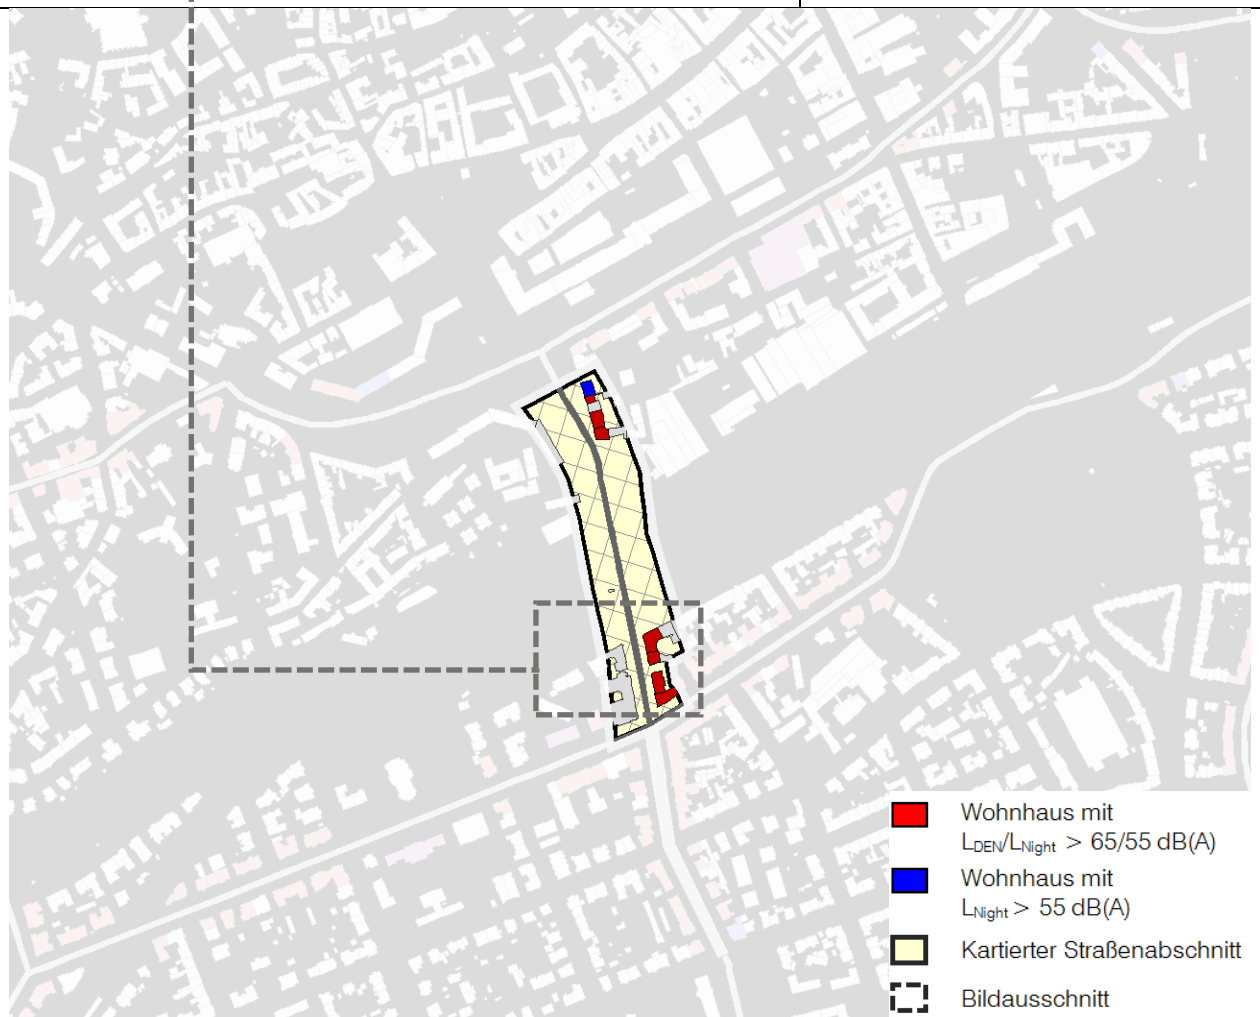 Wohnhaus mit
LDEN/LNight > 65/55 dB(A)
Wohnhaus mit
LNight > 55 dB(A)
Kartierter Straßenabschnitt
Bildausschnitt